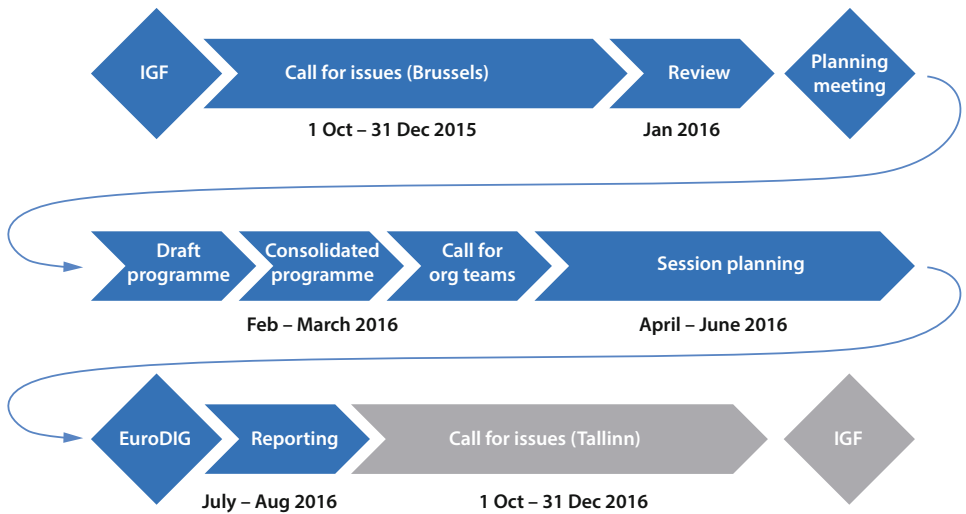 IGF
Call for issues (Brussels)
Review
Planning
meeting
1 Oct – 31 Dec 2015
Jan 2016
Draft
programme
Consolidated
programme
Call for
org teams
Session planning
Feb – March 2016
April – June 2016
EuroDIG
Reporting
Call for issues (Tallinn)
IGF
July – Aug 2016
1 Oct – 31 Dec 2016